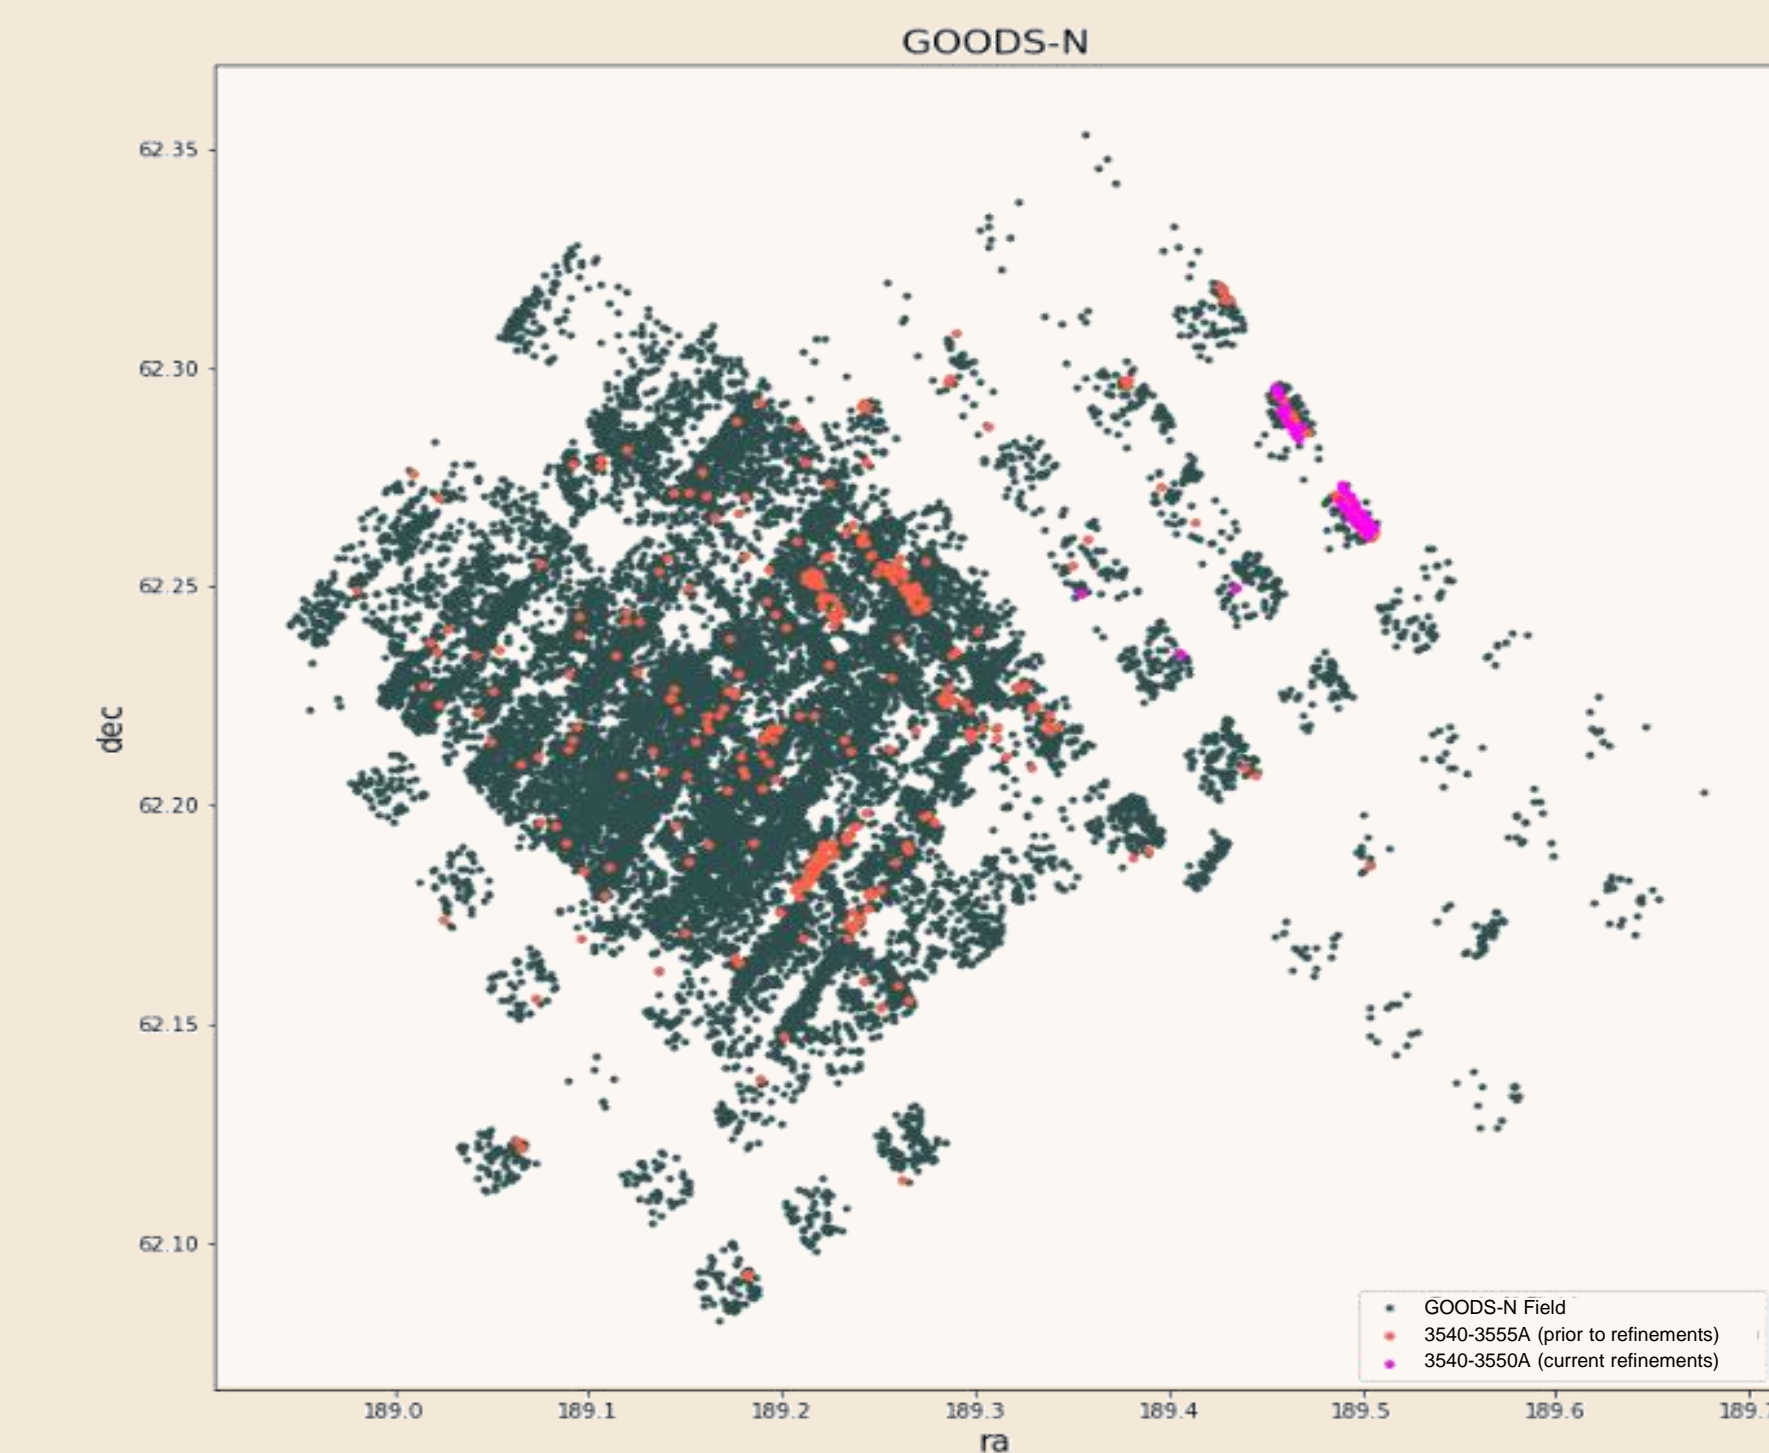 GOODS-N
62.35
62.30
62.25
62.20
62.15
62.10
dec
189.0 189.1 189.2 189.3 189.4 189.5 189.6
ra
GOODS-N Field
3540-3555A (prior to refinements)
3540-3550A (current refinements)